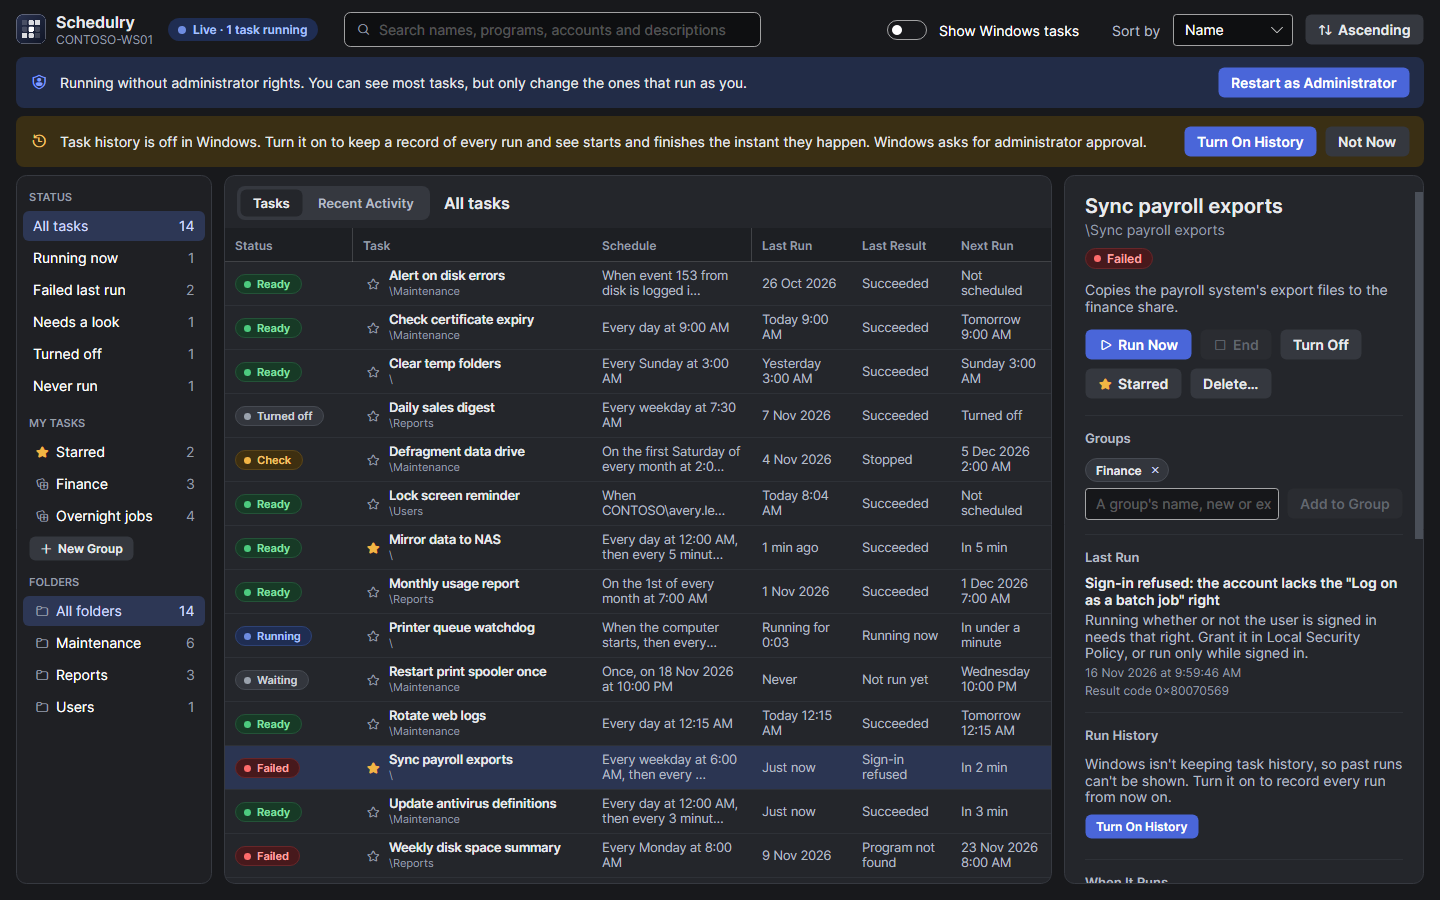 Schedulry
CONTOSO-WS01
Live · 1 task running
Search names, programs, accounts and descriptions
Show Windows tasks
Sort by
Name
Ascending
Running without administrator rights. You can see most tasks, but only change the ones that run as you.
Restart as Administrator
Task history is off in Windows. Turn it on to keep a record of every run and see starts and finishes the instant they happen. Windows asks for administrator approval.
Turn On History
Not Now
STATUS
All tasks 14
Running now 1
Failed last run 2
Needs a look 1
Turned off 1
Never run 1
MY TASKS
Starred 2
Finance 3
Overnight jobs 4
New Group
FOLDERS
All folders 14
Maintenance 6
Reports 3
Users 1
Tasks
Recent Activity
All tasks
Status Task Schedule Last Run Last Result Next Run
Ready
Alert on disk errors
\Maintenance
When event 153 from
disk is logged i...
26 Oct 2026
Succeeded
Not
scheduled
Ready
Check certificate expiry
\Maintenance
Every day at 9:00 AM
Today 9:00
AM
Succeeded
Tomorrow
9:00 AM
Ready
Clear temp folders
\
Every Sunday at 3:00
AM
Yesterday
3:00 AM
Succeeded
Sunday 3:00
AM
Turned off
Daily sales digest
\Reports
Every weekday at 7:30
AM
7 Nov 2026
Succeeded
Turned off
Check
Defragment data drive
\Maintenance
On the first Saturday of
every month at 2:0...
4 Nov 2026
Stopped
5 Dec 2026
2:00 AM
Ready
Lock screen reminder
\Users
When
CONTOSO\avery.le...
Today 8:04
AM
Succeeded
Not
scheduled
Ready
Mirror data to NAS
\
Every day at 12:00 AM,
then every 5 minut...
1 min ago
Succeeded
In 5 min
Ready
Monthly usage report
\Reports
On the 1st of every
month at 7:00 AM
1 Nov 2026
Succeeded
1 Dec 2026
7:00 AM
Running
Printer queue watchdog
\
When the computer
starts, then every...
Running for
0:03
Running now
In under a
minute
Waiting
Restart print spooler once
\Maintenance
Once, on 18 Nov 2026
at 10:00 PM
Never
Not run yet
Wednesday
10:00 PM
Ready
Rotate web logs
\Maintenance
Every day at 12:15 AM
Today 12:15
AM
Succeeded
Tomorrow
12:15 AM
Failed
Sync payroll exports
\
Every weekday at 6:00
AM, then every ...
Just now
Sign-in
refused
In 2 min
Ready
Update antivirus definitions
\Maintenance
Every day at 12:00 AM,
then every 3 minut...
Just now
Succeeded
In 3 min
Failed
Weekly disk space summary
\Reports
Every Monday at 8:00
AM
9 Nov 2026
Program not
found
23 Nov 2026
8:00 AM
Sync payroll exports
\Sync payroll exports
Failed
Copies the payroll system's export files to the
finance share.
Run Now
End
Turn Off
Starred
Delete...
Groups
Finance ×
A group's name, new or ex
Add to Group
Last Run
Sign-in refused: the account lacks the "Log on
as a batch job" right
Running whether or not the user is signed in
needs that right. Grant it in Local Security
Policy, or run only while signed in.
16 Nov 2026 at 9:59:46 AM
Result code 0x80070569
Run History
Windows isn't keeping task history, so past runs
can't be shown. Turn it on to record every run
from now on.
Turn On History
When It Runs